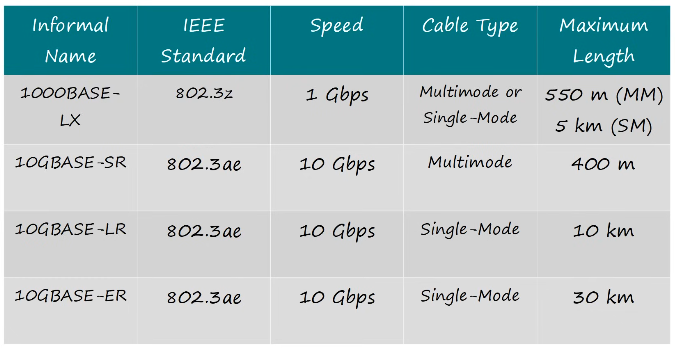 Informal IEEE Speed Cable Type Maximum
Name Standard Length
1000BASE- 802.3z 1 Gbps Multimode or 550 m (MM)
LX Single-Mode 5 km (SM)
10GBASE-SR 802.3ae 10 Gbps Multimode 400 m
10GBASE-LR 802.3ae 10 Gbps Single-Mode 10 km
10GBASE-ER 802.3ae 10 Gbps Single-Mode 30 km